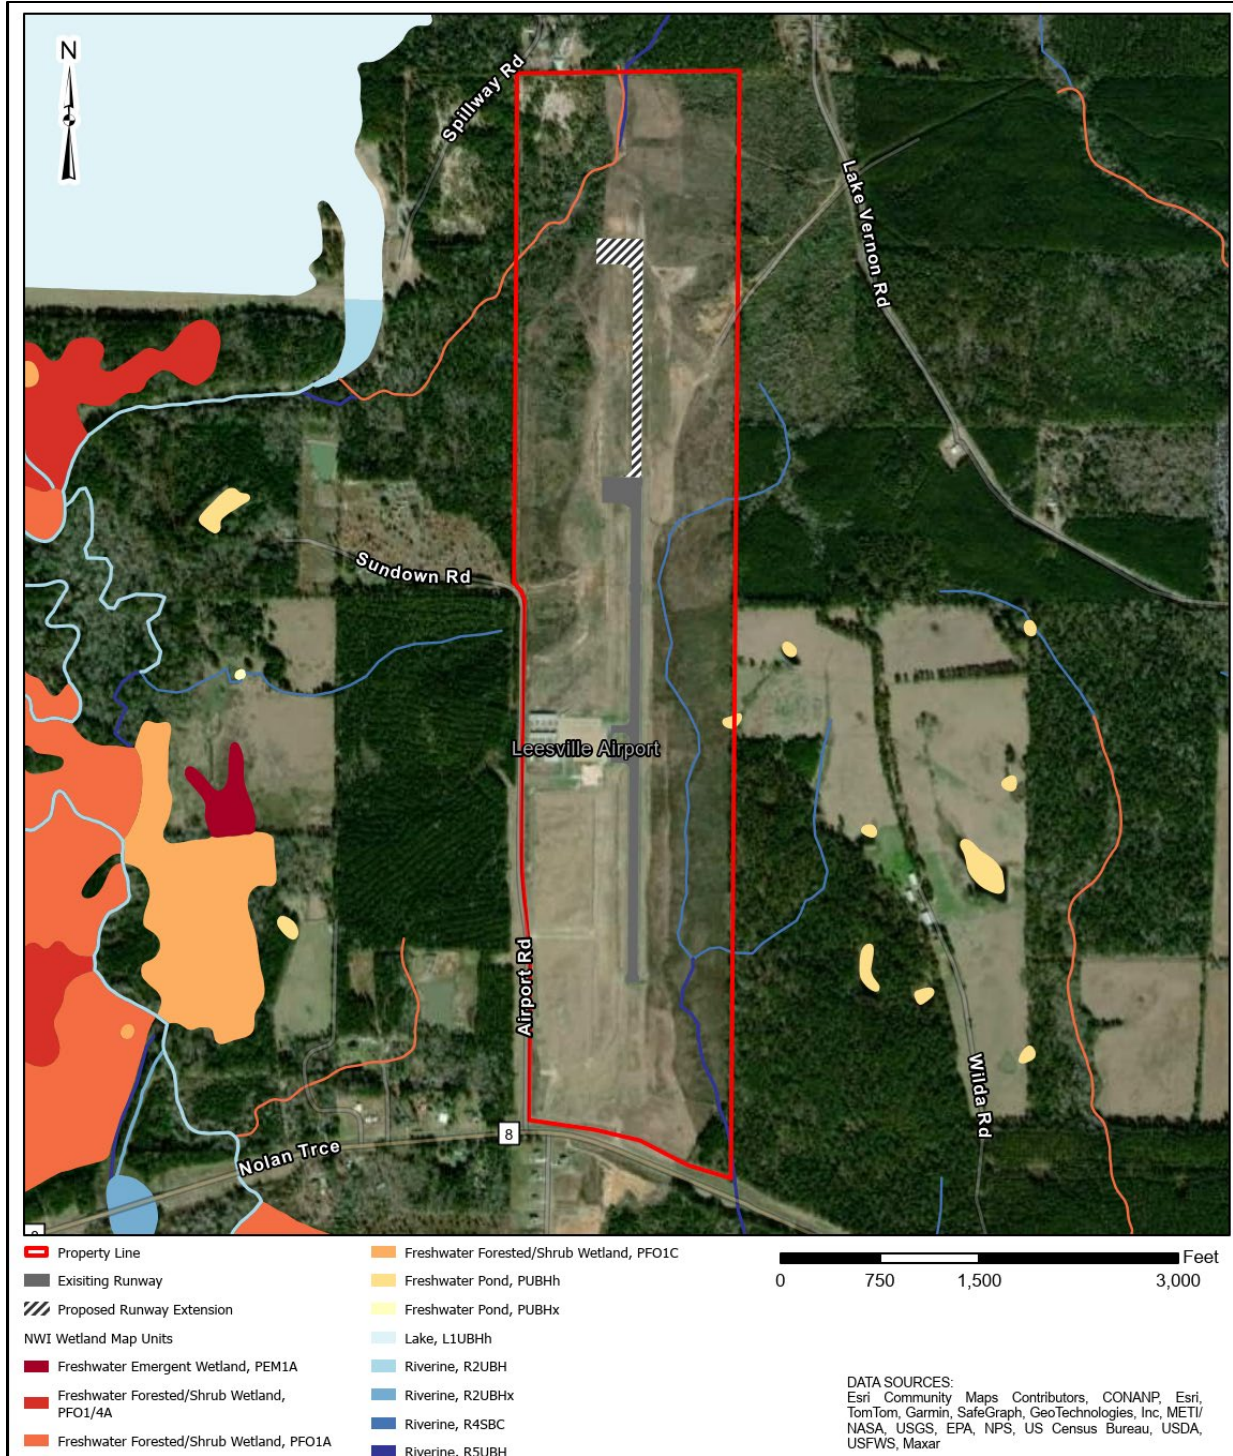 N
Spillway Rd
Lake Vernon Rd
Sundown Rd
Leesville Airport
Airport Rd
Wilda Rd
8
Nolan Trce
Property Line
Exisiting Runway
Proposed Runway Extension
NWI Wetland Map Units
Freshwater Emergent Wetland, PEM1A
Freshwater Forested/Shrub Wetland,
PFO1/4A
Freshwater Forested/Shrub Wetland, PFO1A
Freshwater Forested/Shrub Wetland, PFO1C
Freshwater Pond, PUBHh
Freshwater Pond, PUBHx
Lake, L1UBHh
Riverine, R2UBH
Riverine, R2UBHx
Riverine, R4SBC
Riverine, R5UBH
Feet
0 750 1,500 3,000
DATA SOURCES:
Esri Community Maps Contributors, CONANP, Esri,
TomTom, Garmin, SafeGraph, GeoTechnologies, Inc, METI/
NASA, USGS, EPA, NPS, US Census Bureau, USDA,
USFWS, Maxar